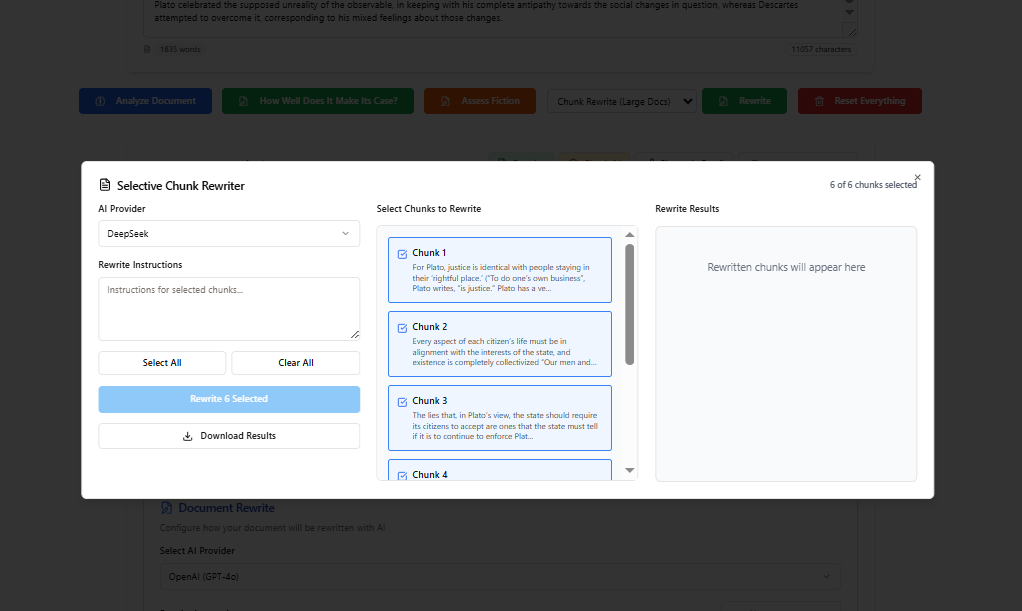 Plato celebrated the supposed unreality of the observable, in keeping with his complete antipathy towards the social changes in question, whereas Descartes
attempted to overcome it, corresponding to his mixed feelings about those changes.
1835 words
11057 characters
Analyze Document
How Well Does It Make Its Case?
Assess Fiction
Chunk Rewrite (Large Docs)
Rewrite
Reset Everything
Selective Chunk Rewriter
6 of 6 chunks selected
AI Provider
DeepSeek
Rewrite Instructions
Instructions for selected chunks...
Select All
Clear All
Rewrite 6 Selected
Download Results
Select Chunks to Rewrite
Chunk 1
For Plato, justice is identical with people staying in
their 'rightful place.' ("To do one's own business",
Plato writes, "is justice." Plato has a ve...
Chunk 2
Every aspect of each citizen's life must be in
alignment with the interests of the state, and
existence is completely collectivized "Our men and...
Chunk 3
The lies that, in Plato's view, the state should require
its citizens to accept are ones that the state must tell
if it is to continue to enforce Plat...
Chunk 4
Rewrite Results
Rewritten chunks will appear here
Document Rewrite
Configure how your document will be rewritten with AI
Select AI Provider
OpenAI (GPT-4o)